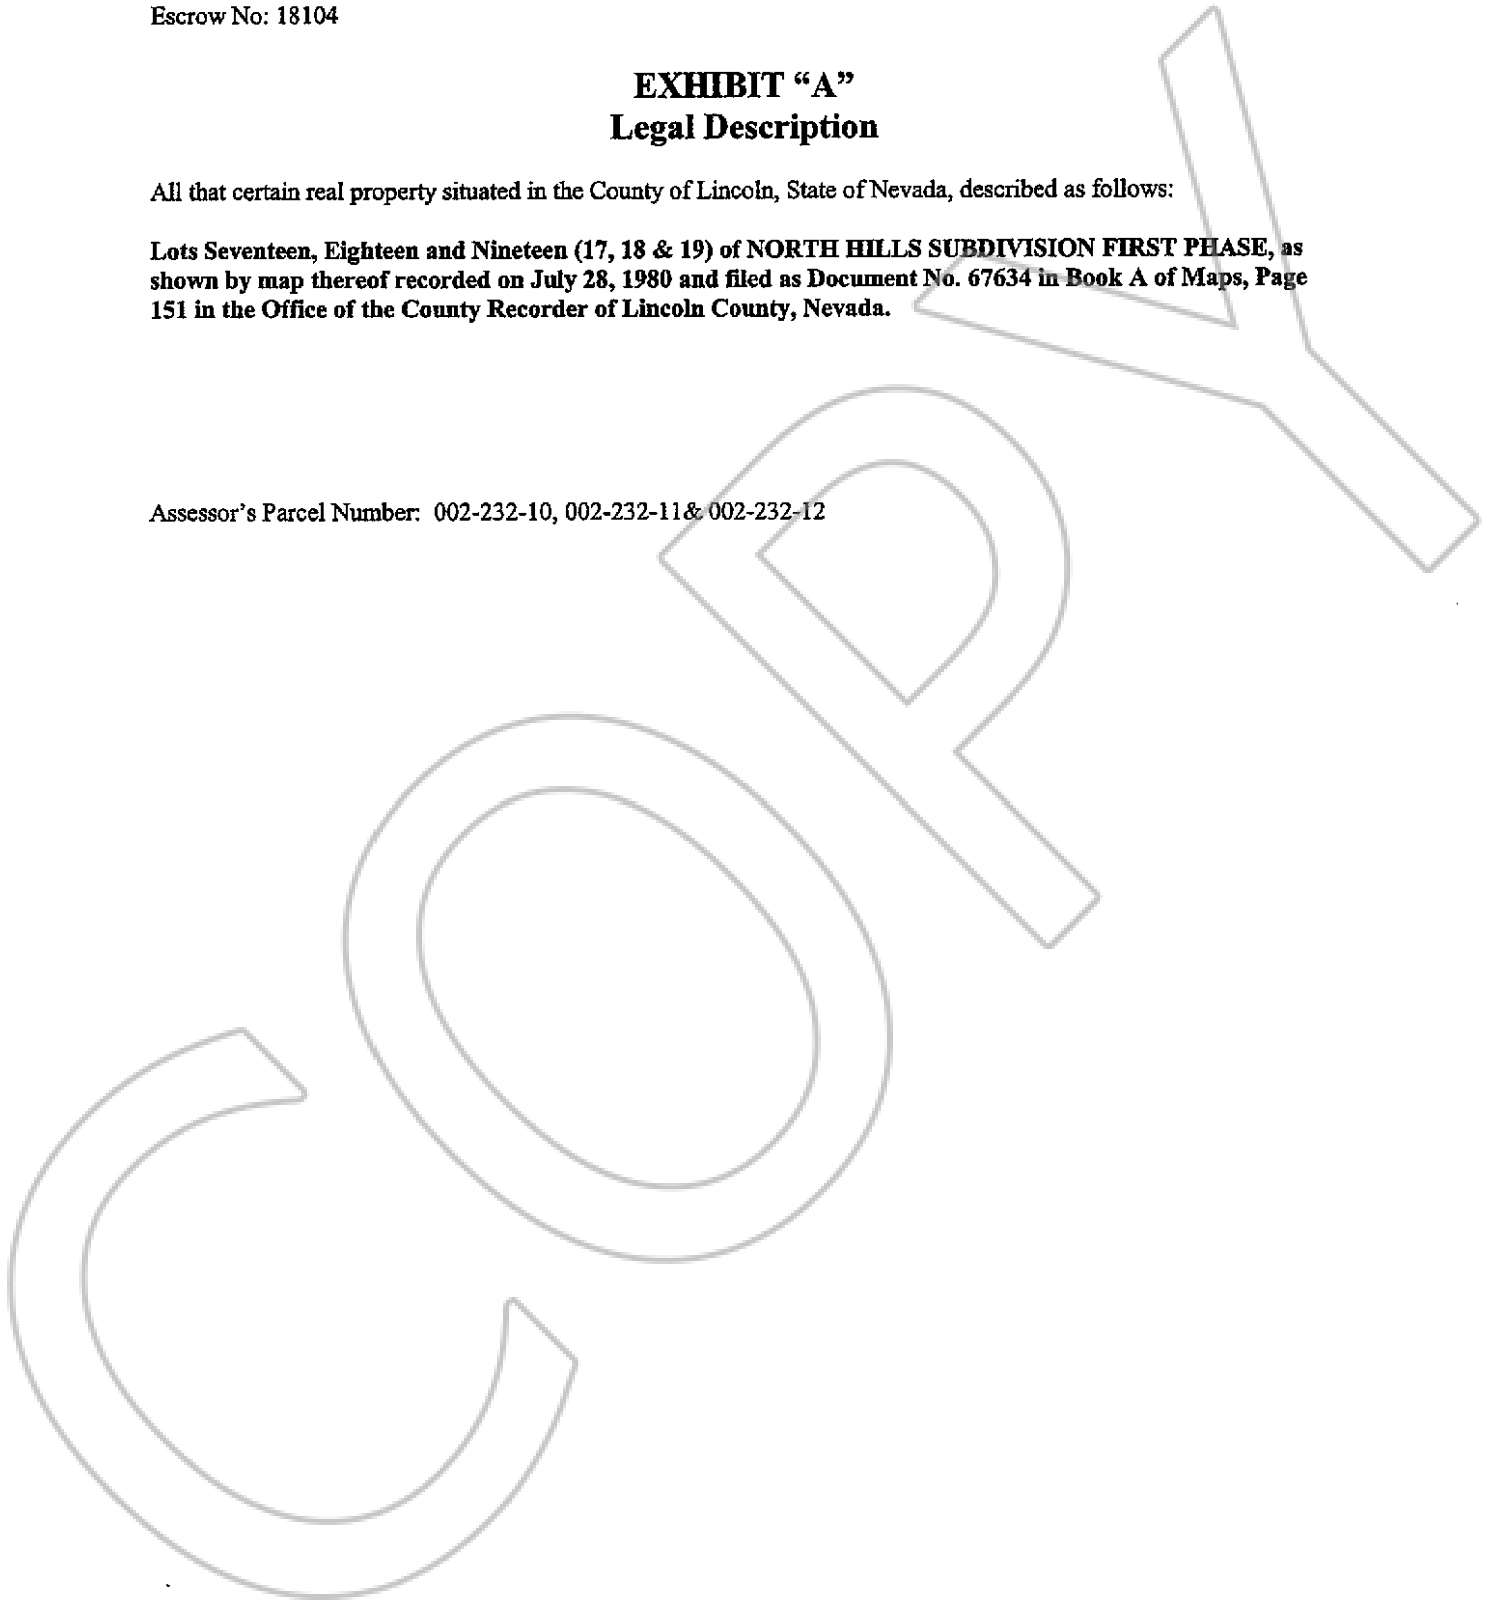 Escrow No: 18104
EXHIBIT “A”
Legal Description
All that certain real property situated in the County of Lincoln, State of Nevada, described as follows:
Lots Seventeen, Eighteen and Nineteen (17, 18 & 19) of NORTH HILLS SUBDIVISION FIRST PHASE, as
shown by map thereof recorded on July 28, 1980 and filed as Document No. 67634 in Book A of Maps, Page
151 in the Office of the County Recorder of Lincoln County, Nevada.
Assessor’s Parcel Number:  002-232-10, 002-232-11& 002-232-12
COPY